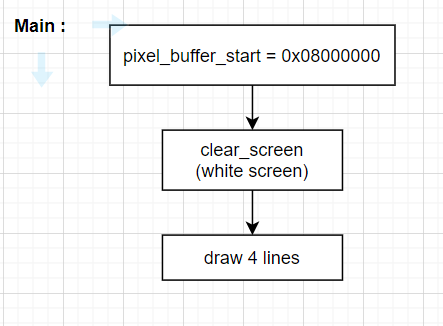 Main :
pixel_buffer_start = 0x08000000
clear_screen
(white screen)
draw 4 lines